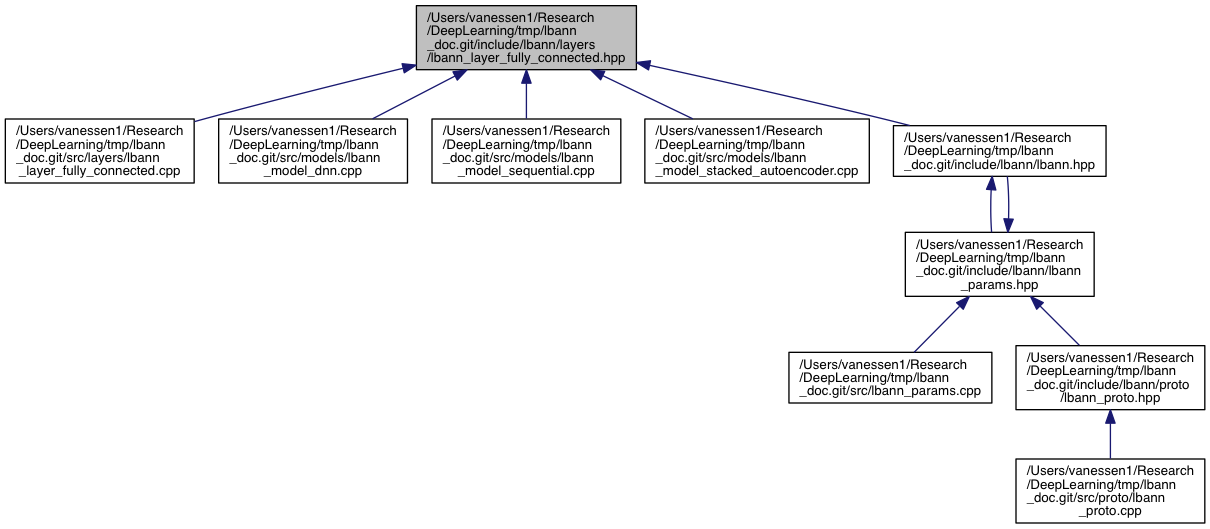 /Users/vanessen1/Research
/DeepLearning/tmp/lbann
_doc.git/include/lbann/layers
/lbann_layer_fully_connected.hpp
/Users/vanessen1/Research
/DeepLearning/tmp/lbann
_doc.git/src/layers/lbann
_layer_fully_connected.cpp
/Users/vanessen1/Research
/DeepLearning/tmp/lbann
_doc.git/src/models/lbann
_model_dnn.cpp
/Users/vanessen1/Research
/DeepLearning/tmp/lbann
_doc.git/src/models/lbann
_model_sequential.cpp
/Users/vanessen1/Research
/DeepLearning/tmp/lbann
_doc.git/src/models/lbann
_model_stacked_autoencoder.cpp
/Users/vanessen1/Research
/DeepLearning/tmp/lbann
_doc.git/include/lbann/lbann.hpp
/Users/vanessen1/Research
/DeepLearning/tmp/lbann
_doc.git/include/lbann/lbann
_params.hpp
/Users/vanessen1/Research
/DeepLearning/tmp/lbann
_doc.git/src/lbann_params.cpp
/Users/vanessen1/Research
/DeepLearning/tmp/lbann
_doc.git/include/lbann/proto
/lbann_proto.hpp
/Users/vanessen1/Research
/DeepLearning/tmp/lbann
_doc.git/src/proto/lbann
_proto.cpp